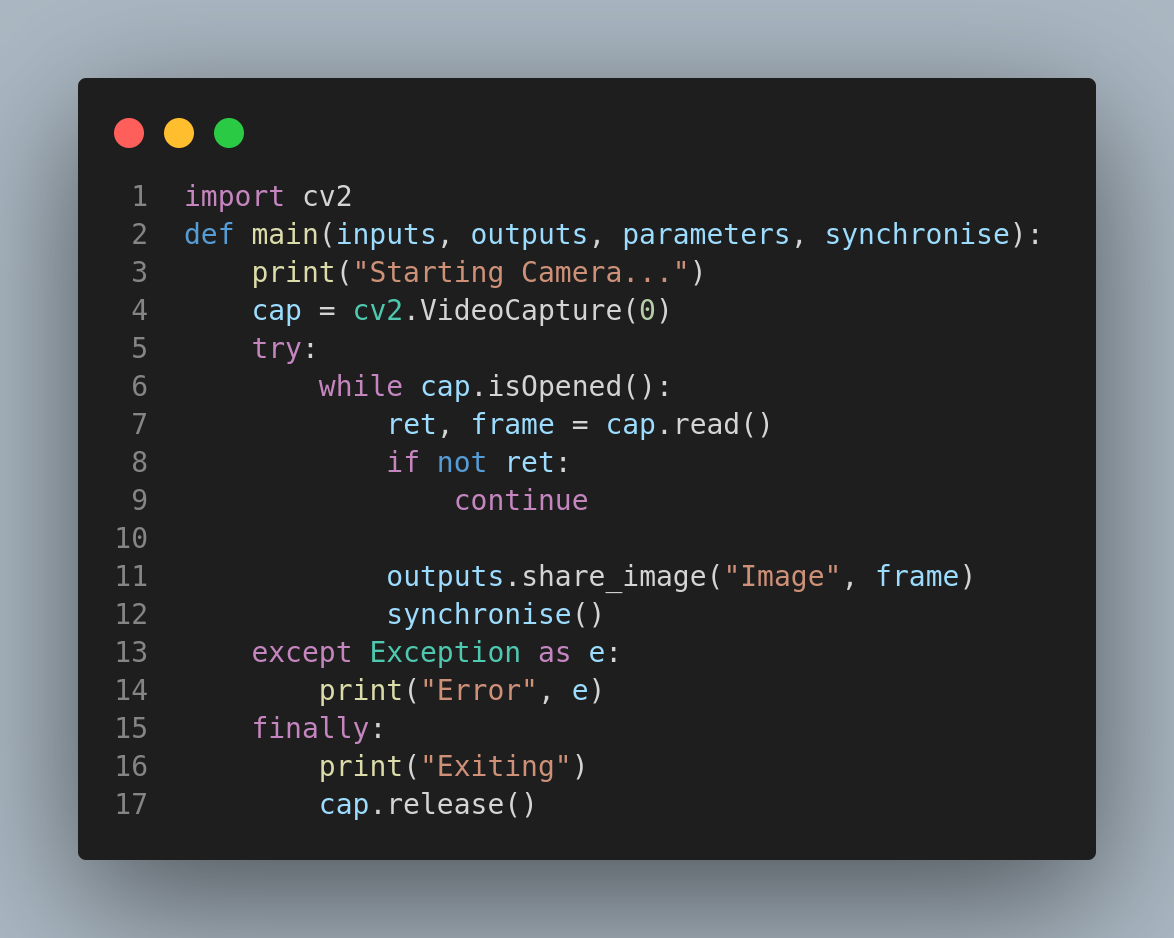 1 import cv2
2 def main(inputs, outputs, parameters, synchronise):
3     print("Starting Camera...")
4     cap = cv2.VideoCapture(0)
5     try:
6         while cap.isOpened():
7             ret, frame = cap.read()
8             if not ret:
9                 continue
10
11             outputs.share_image("Image", frame)
12             synchronise()
13     except Exception as e:
14         print("Error", e)
15     finally:
16         print("Exiting")
17         cap.release()